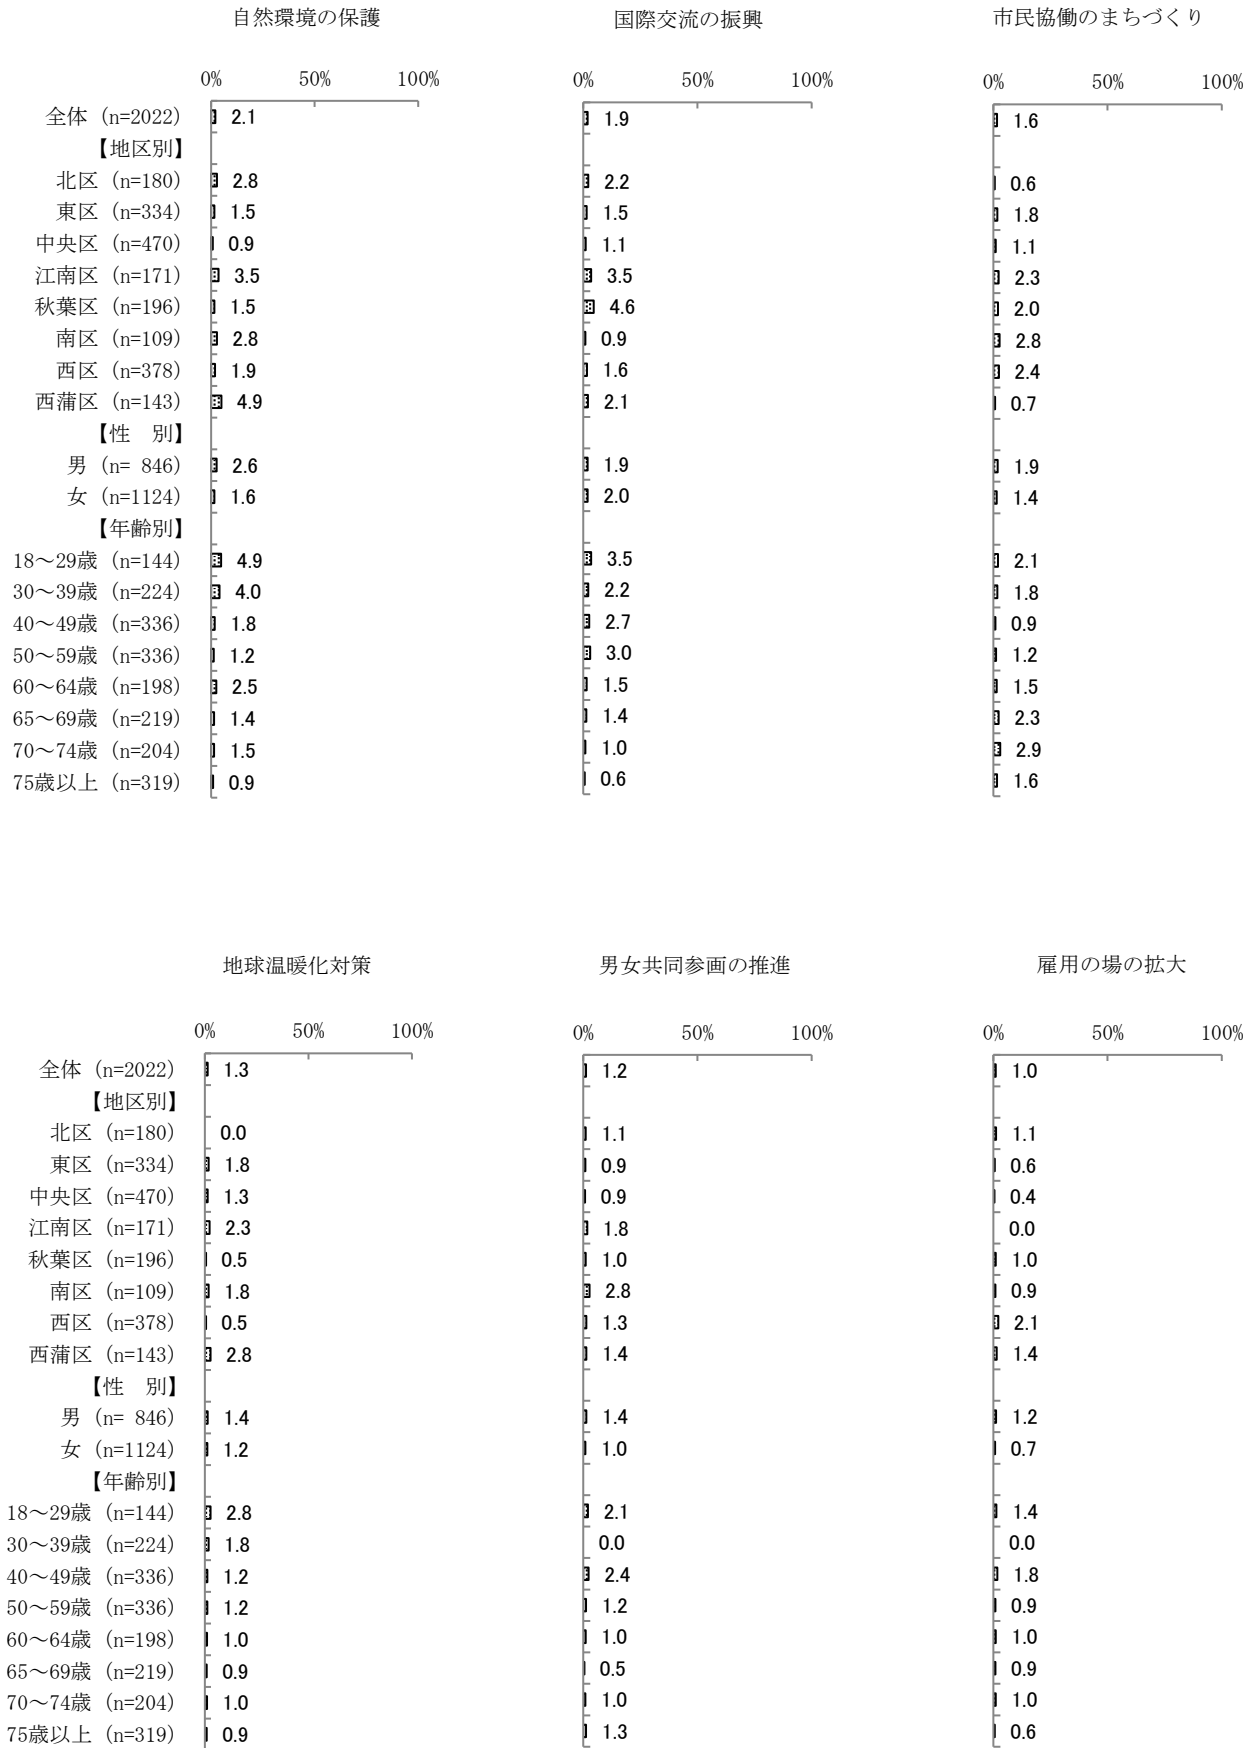 自然環境の保護 国際交流の振興 市民協働のまちづくり
0% 50% 100% 0% 50% 100% 0% 50% 100%
全体 (n=2022) 2.1 1.9 1.6
【地区別】
北区 (n=180) 2.8 2.2 0.6
東区 (n=334) 1.5 1.5 1.8
中央区 (n=470) 0.9 1.1 1.1
江南区 (n=171) 3.5 3.5 2.3
秋葉区 (n=196) 1.5 4.6 2.0
南区 (n=109) 2.8 0.9 2.8
西区 (n=378) 1.9 1.6 2.4
西蒲区 (n=143) 4.9 2.1 0.7
【性　別】
男 (n= 846) 2.6 1.9 1.9
女 (n=1124) 1.6 2.0 1.4
【年齢別】
18～29歳 (n=144) 4.9 3.5 2.1
30～39歳 (n=224) 4.0 2.2 1.8
40～49歳 (n=336) 1.8 2.7 0.9
50～59歳 (n=336) 1.2 3.0 1.2
60～64歳 (n=198) 2.5 1.5 1.5
65～69歳 (n=219) 1.4 1.4 2.3
70～74歳 (n=204) 1.5 1.0 2.9
75歳以上 (n=319) 0.9 0.6 1.6
地球温暖化対策 男女共同参画の推進 雇用の場の拡大
0% 50% 100% 0% 50% 100% 0% 50% 100%
全体 (n=2022) 1.3 1.2 1.0
【地区別】
北区 (n=180) 0.0 1.1 1.1
東区 (n=334) 1.8 0.9 0.6
中央区 (n=470) 1.3 0.9 0.4
江南区 (n=171) 2.3 1.8 0.0
秋葉区 (n=196) 0.5 1.0 1.0
南区 (n=109) 1.8 2.8 0.9
西区 (n=378) 0.5 1.3 2.1
西蒲区 (n=143) 2.8 1.4 1.4
【性　別】
男 (n= 846) 1.4 1.4 1.2
女 (n=1124) 1.2 1.0 0.7
【年齢別】
18～29歳 (n=144) 2.8 2.1 1.4
30～39歳 (n=224) 1.8 0.0 0.0
40～49歳 (n=336) 1.2 2.4 1.8
50～59歳 (n=336) 1.2 1.2 0.9
60～64歳 (n=198) 1.0 1.0 1.0
65～69歳 (n=219) 0.9 0.5 0.9
70～74歳 (n=204) 1.0 1.0 1.0
75歳以上 (n=319) 0.9 1.3 0.6